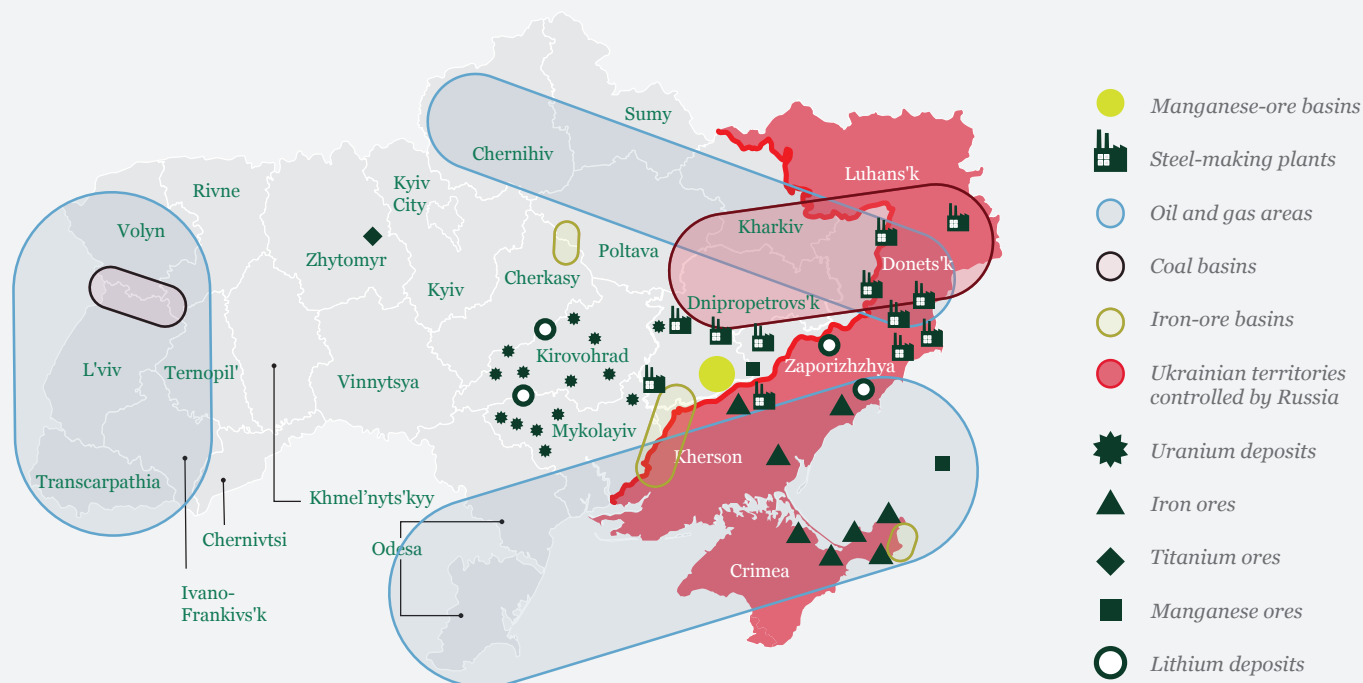 Sumy
Chernihiv
Luhans'k
Rivne
Kyiv
City
Volyn
Kharkiv
Poltava
Zhytomyr
Donets'k
Cherkasy
Kyiv
Dnipropetrovs'k
Kirovohrad
L'viv
Ternopil'
Zaporizhzhya
Vinnytsya
Mykolayiv
Kherson
Transcarpathia
Khmel'nyts'kyy
Chernivtsi
Odesa
Crimea
Ivano-
Frankivs'k
Manganese-ore basins
Steel-making plants
Oil and gas areas
Coal basins
Iron-ore basins
Ukrainian territories
controlled by Russia
Uranium deposits
Iron ores
Titanium ores
Manganese ores
Lithium deposits